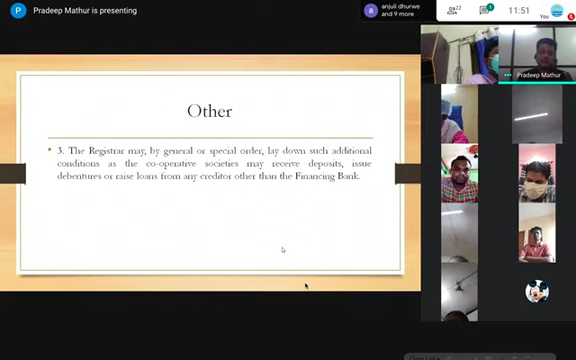 P Pradeep Mathur is presenting
a anjuli dhurwe
and 9 more
22
1
11:51
You
Pradeep Mathur
Other
• 3. The Registrar may, by general or special order, lay down such additional
conditions as the co-operative societies may receive deposits, issue
debentures or raise loans from any creditor other than the Financing Bank.